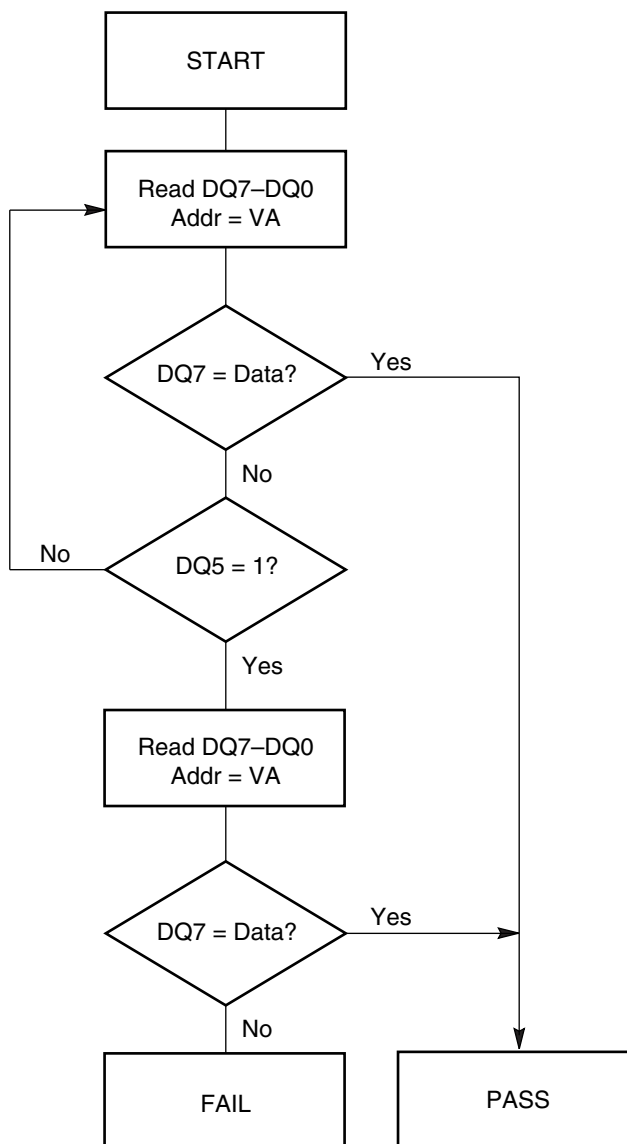 START
Read DQ7–DQ0
Addr = VA
DQ7 = Data?
Yes
No
No
DQ5 = 1?
Yes
Read DQ7–DQ0
Addr = VA
DQ7 = Data?
Yes
No
FAIL
PASS